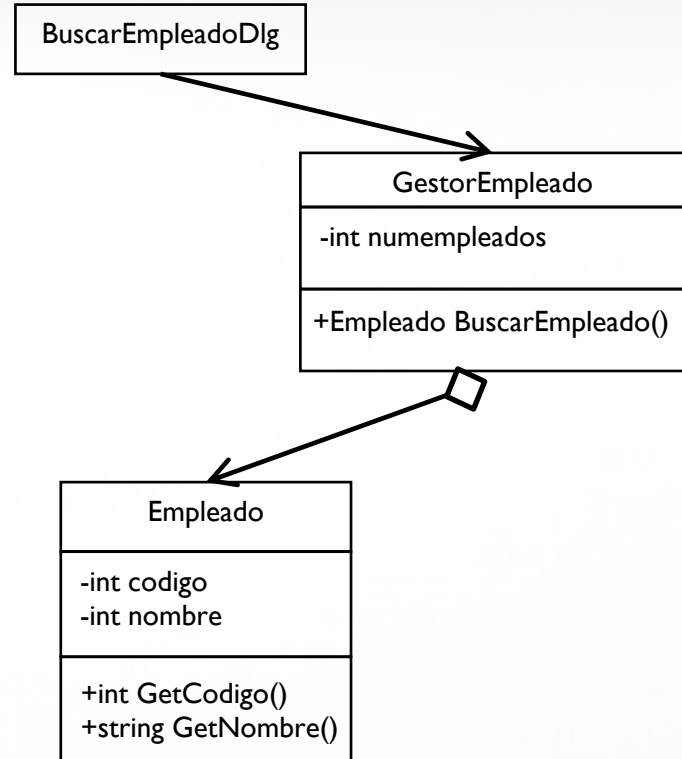 BuscarEmpleadoDlg
GestorEmpleado
-int numempleados
+Empleado BuscarEmpleado()
Empleado
-int codigo
-int nombre
+int GetCodigo()
+string GetNombre()